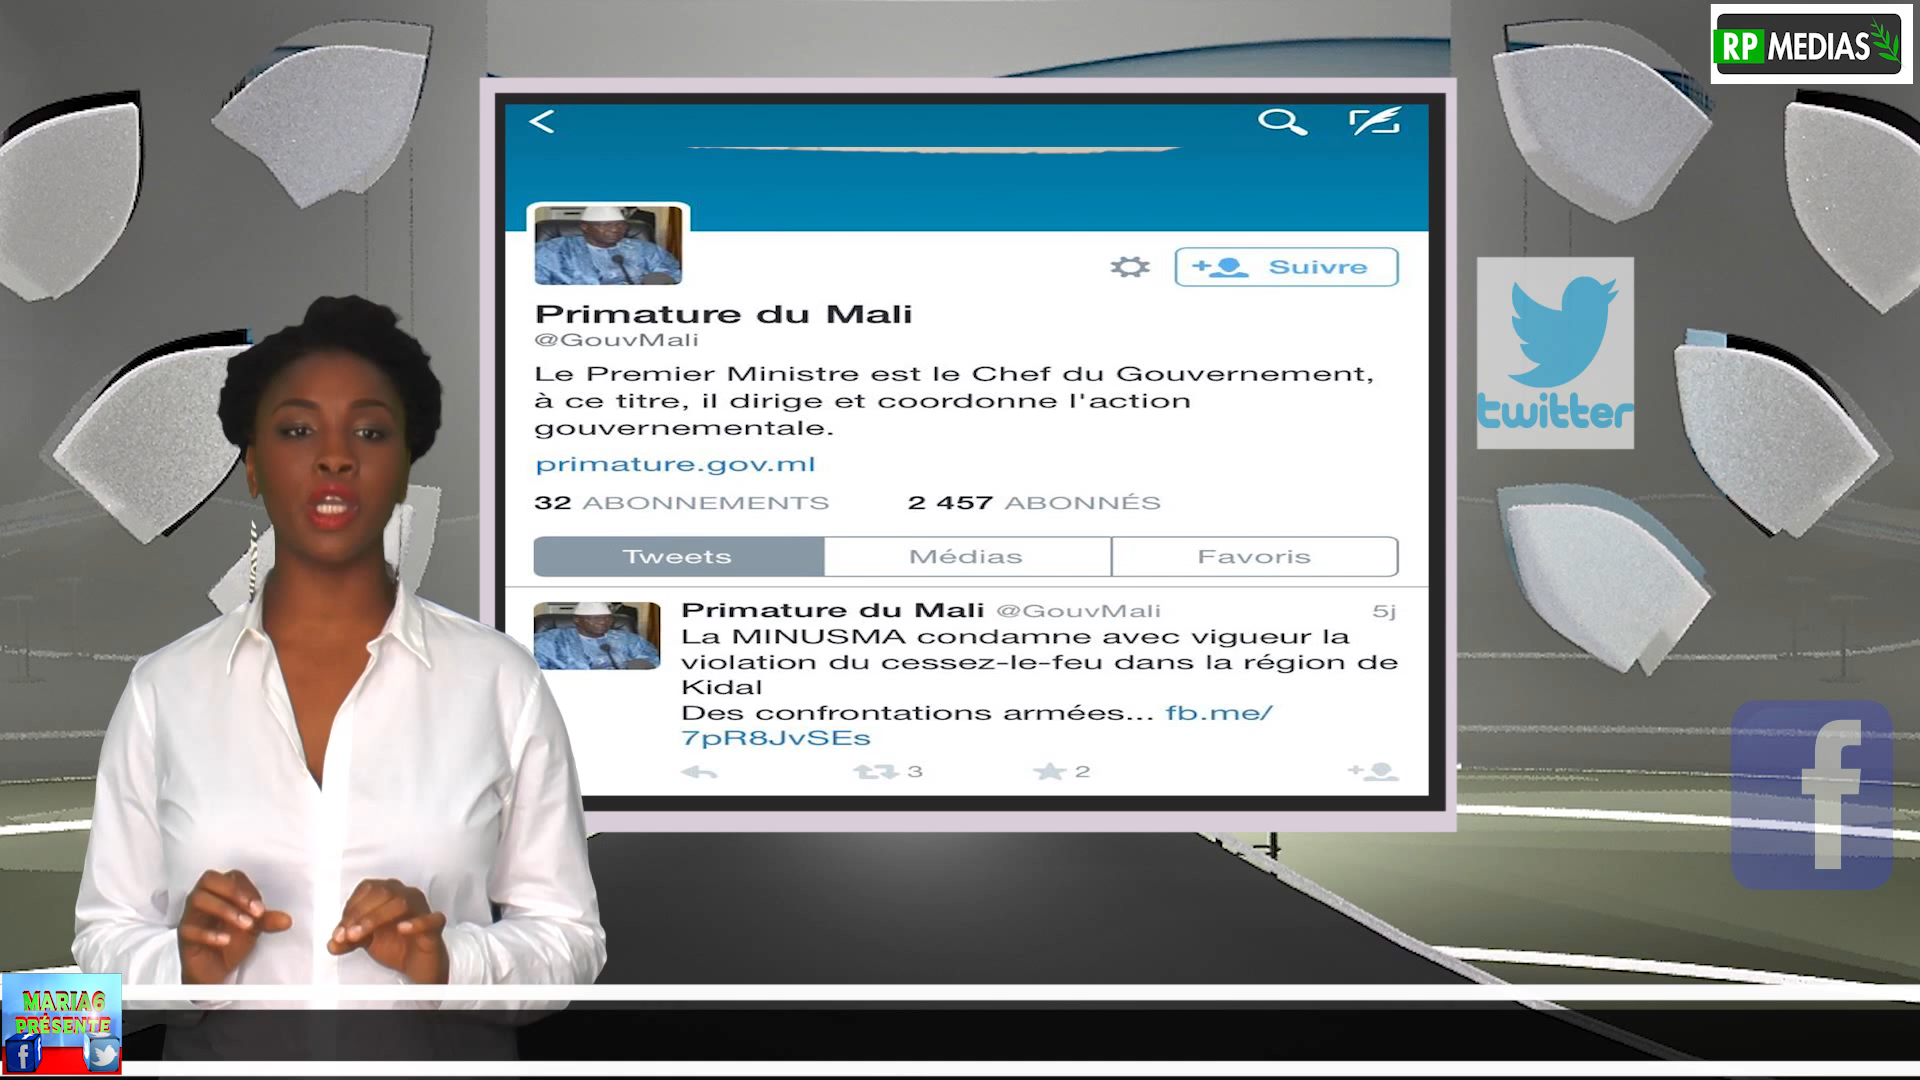 RP MEDIAS
Suivre
Primature du Mali
@GouvMali
Le Premier Ministre est le Chef du Gouvernement,
à ce titre, il dirige et coordonne l'action
gouvernementale.
primature.gov.ml
32 ABONNEMENTS 2 457 ABONNÉS
Tweets Médias Favoris
Primature du Mali @GouvMali 5j
La MINUSMA condamne avec vigueur la
violation du cessez-le-feu dans la région de
Kidal
Des confrontations armées... fb.me/
7pR8JvSEs
3 2
twitter
f
MARIA6
PRÉSENTE
f